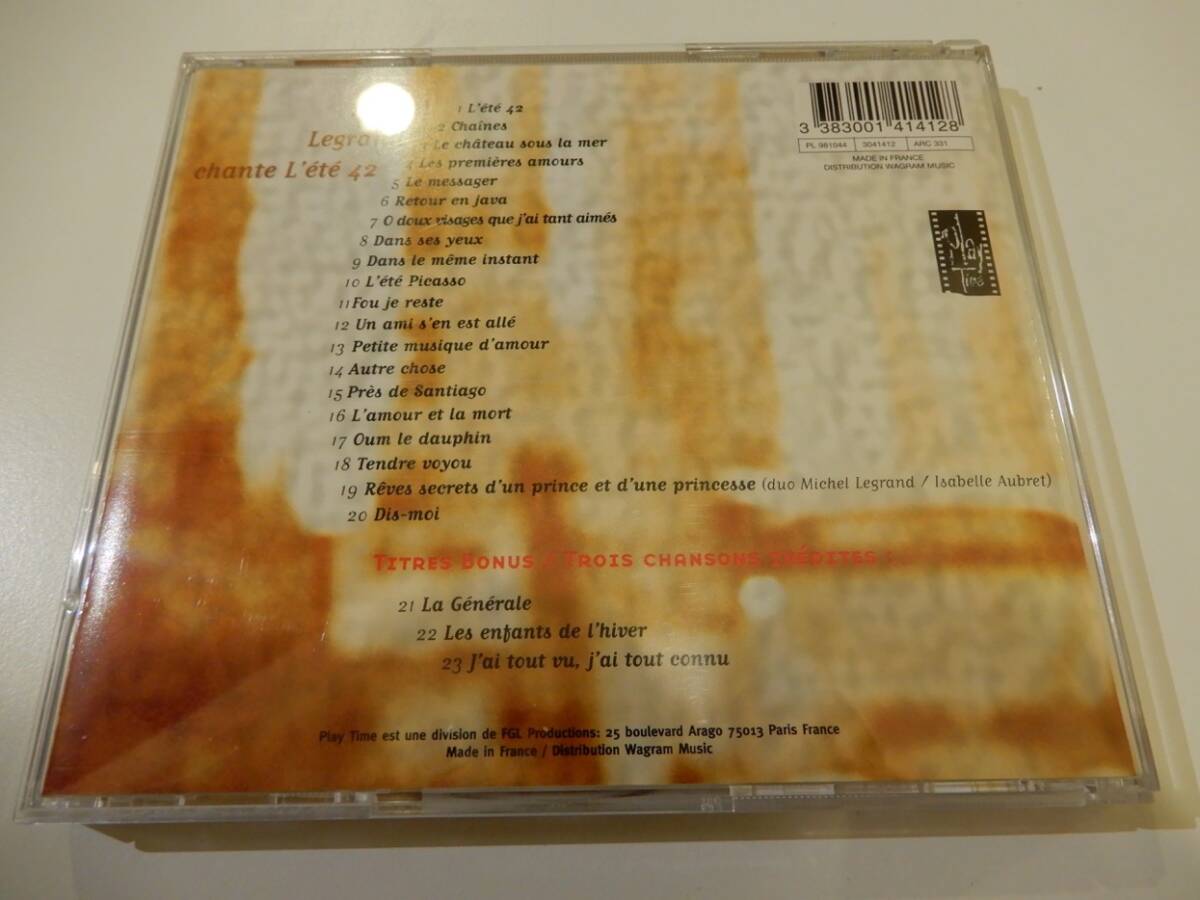 Legra
chante L'été 42
1 L'été 42
2 Chaînes
Le château sous la mer
4 Les premières amours
5 Le messager
6 Retour en java
7 O doux visages que j'ai tant aimés
8 Dans ses yeux
9 Dans le même instant
10 L'été Picasso
11 Fou je reste
12 Un ami s'en est allé
13 Petite musique d'amour
14 Autre chose
15 Près de Santiago
16 L'amour et la mort
17 Oum le dauphin
18 Tendre voyou
19 Rêves secrets d'un prince et d'une princesse (duo Michel Legrand / Isabelle Aubret)
20 Dis-moi
TITRES BONUS / TROIS CHANSONS INÉDITES :
21 La Générale
22 Les enfants de l'hiver
23 J'ai tout vu, j'ai tout connu
Play Time est une division de FGL Productions: 25 boulevard Arago 75013 Paris France
Made in France / Distribution Wagram Music
3 383001 414128
PL 981044 3041412 ARC 331
MADE IN FRANCE
DISTRIBUTION WAGRAM MUSIC